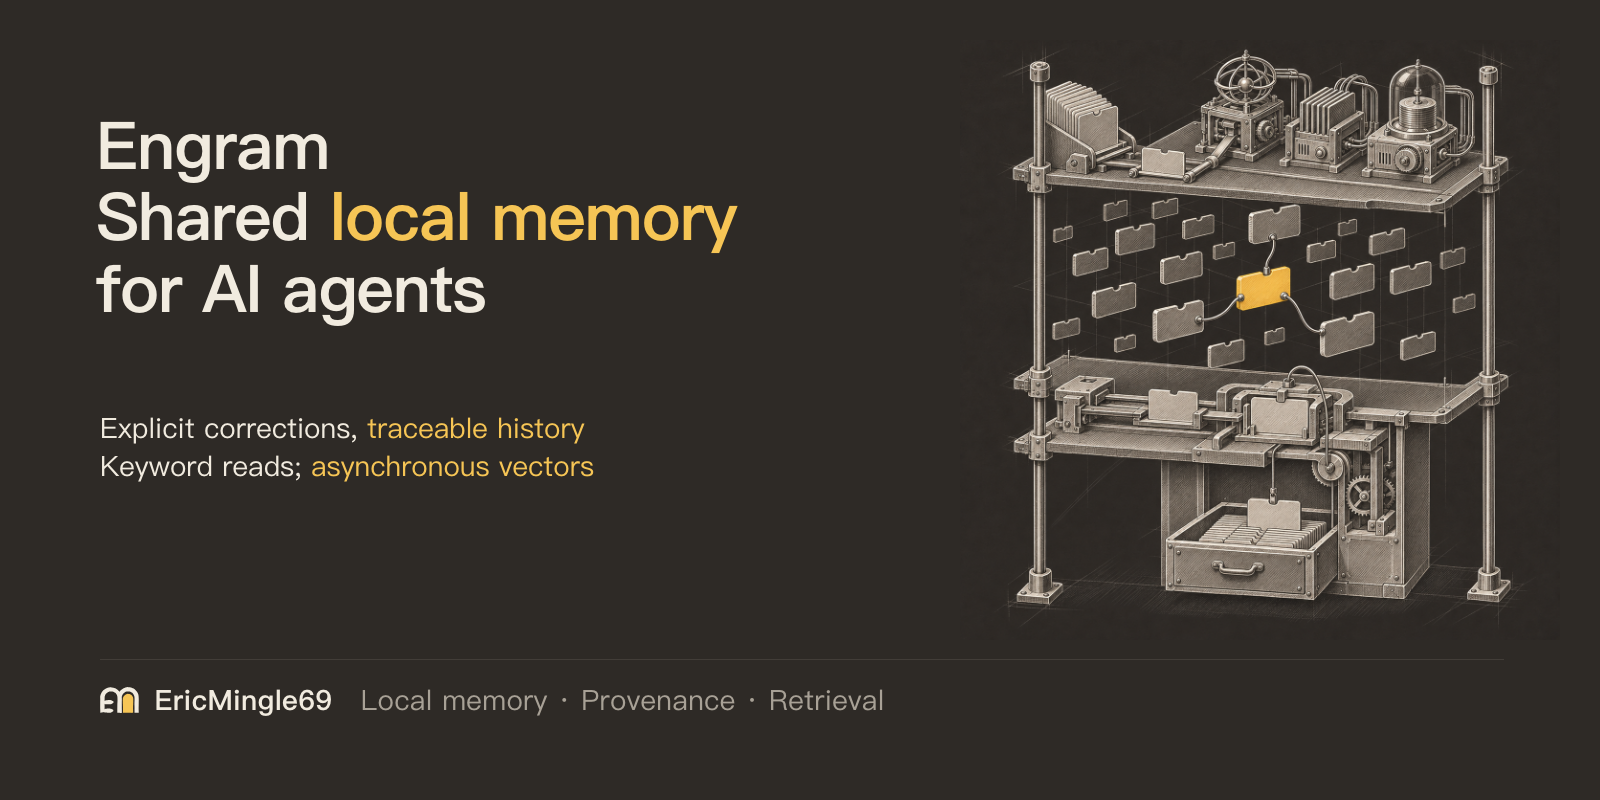 Engram
Shared local memory
for AI agents
Explicit corrections, traceable history
Keyword reads; asynchronous vectors
EricMingle69 Local memory · Provenance · Retrieval